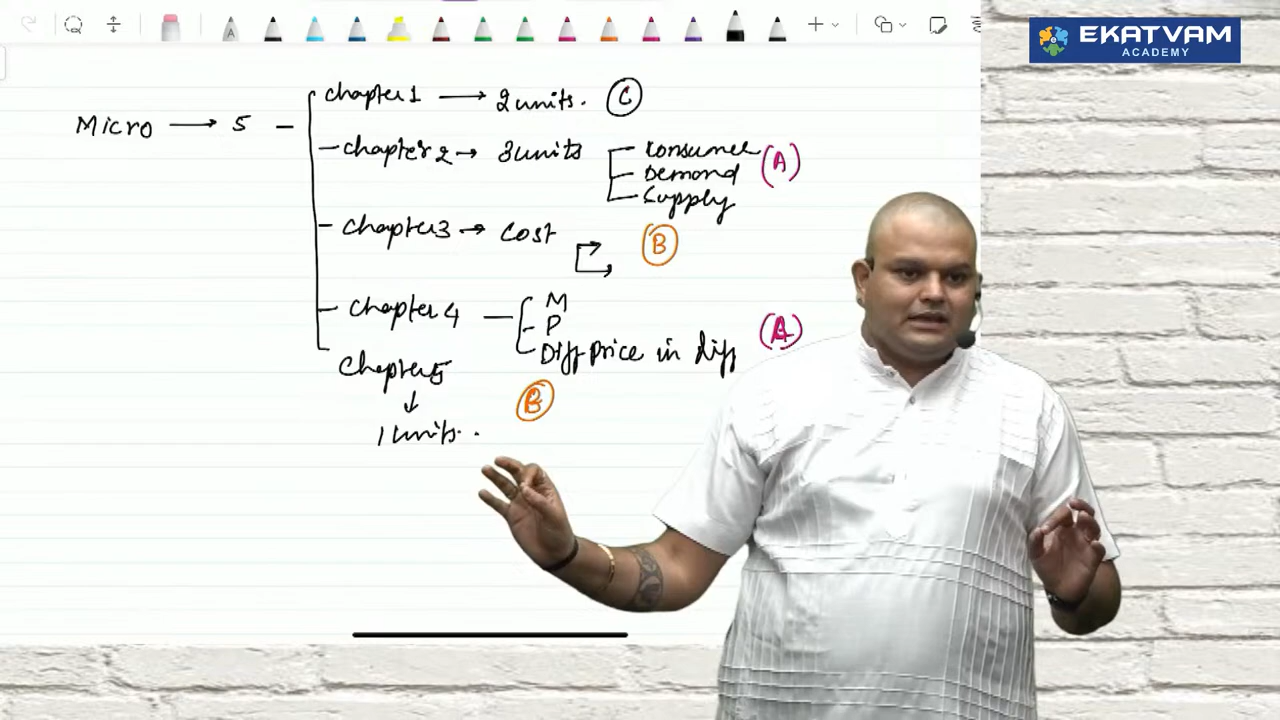 EKATVAM
ACADEMY
Micro → 5 –
chapter 1 → 2 units. C
chapter 2 → 3 units
Consumer
Demand
Supply
(A)
chapter 3 → cost B
chapter 4 –
M
P
Diff price in diff
(A)
Chapter 5
↓
1 units.
B